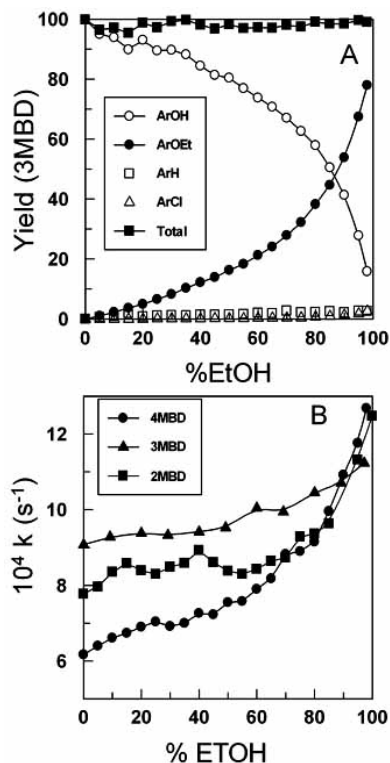 A
Yield (3MBD)
100
80
60
40
20
0
ArOH
ArOEt
ArH
ArCl
Total
0 20 40 60 80 100
%EtOH
B
10⁴ k (s⁻¹)
12
10
8
6
4MBD
3MBD
2MBD
0 20 40 60 80 100
% ETOH